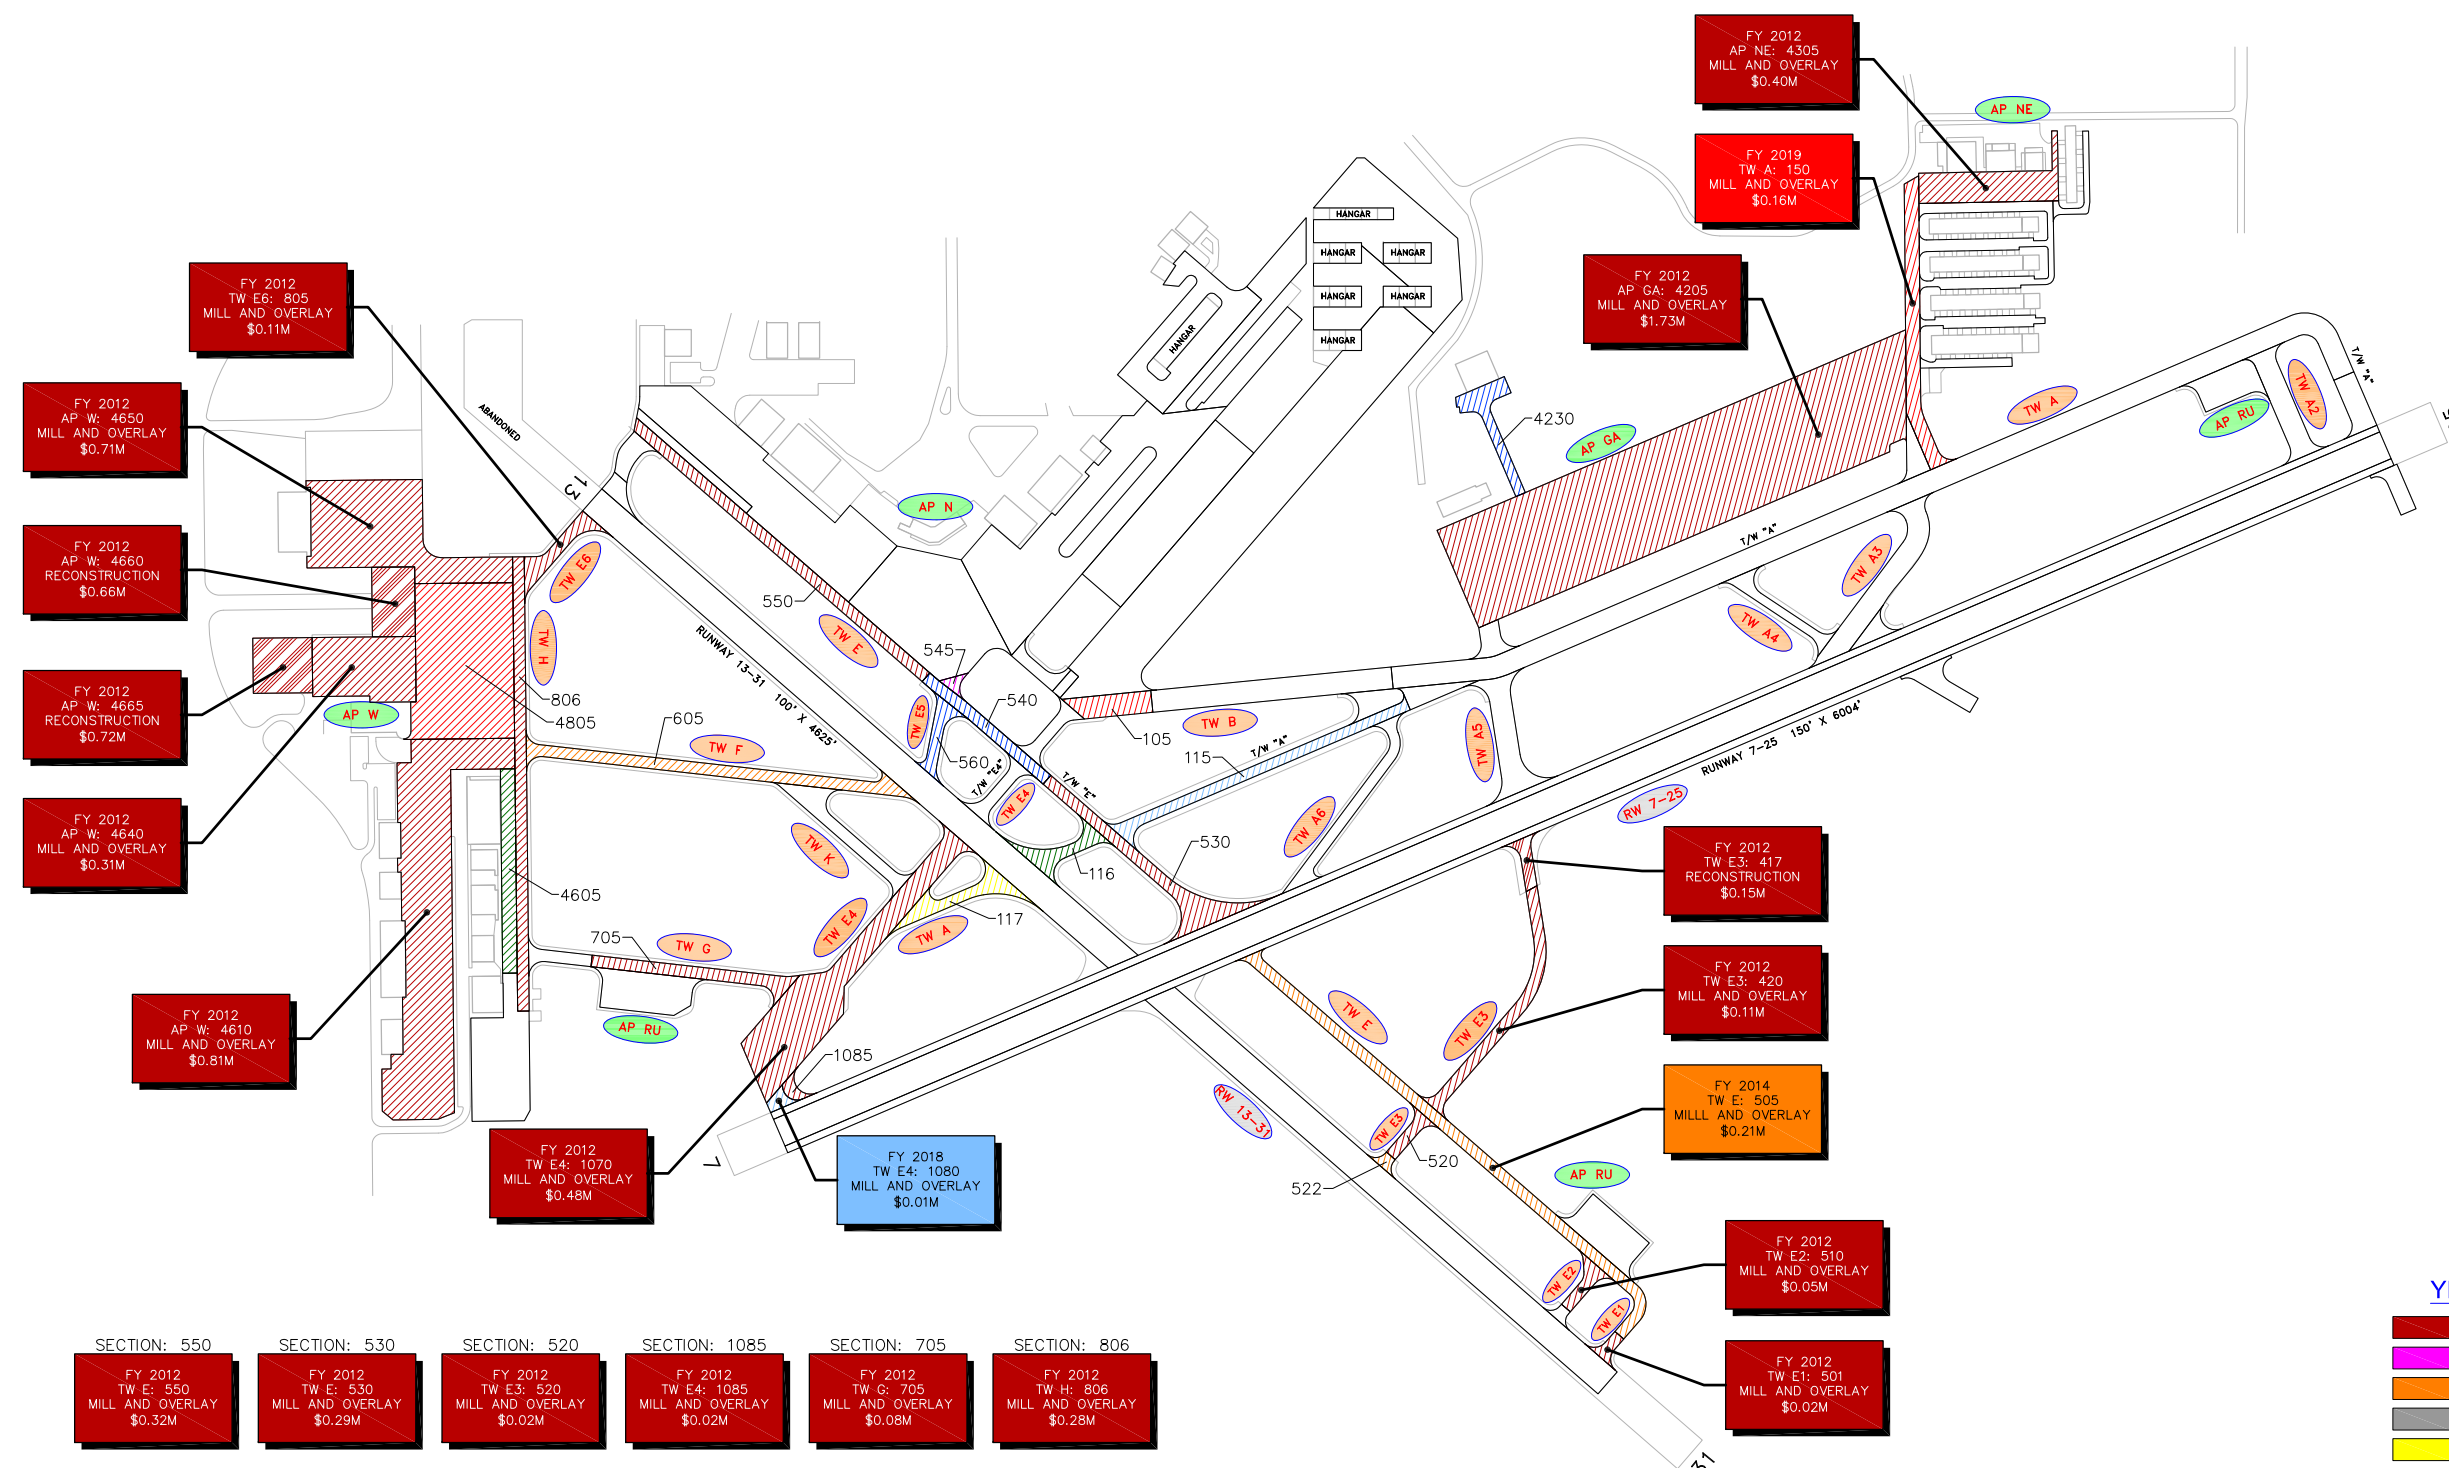 FY 2012
AP NE: 4305
MILL AND OVERLAY
$0.40M
AP NE
FY 2019
TW A: 150
MILL AND OVERLAY
$0.16M
HANGAR
HANGAR
HANGAR
HANGAR
HANGAR
HANGAR
HANGAR
FY 2012
AP GA: 4205
MILL AND OVERLAY
$1.73M
FY 2012
TW E6: 805
MILL AND OVERLAY
$0.11M
FY 2012
AP W: 4650
MILL AND OVERLAY
$0.71M
ABANDONED
13
4230
AP GA
TW A
AP RU
TW A2
T/W "A"
AP N
T/W "A"
TW A3
TW A4
FY 2012
AP W: 4660
RECONSTRUCTION
$0.66M
TW E6
TW H
550
TW E
RUNWAY 13-31 100' X 4625'
545
540
TW E5
560
T/W "E4"
TW E4
T/W "E"
105
TW B
115
T/W "A"
TW A5
TW A6
RUNWAY 7-25 150' X 6004'
RW 7-25
FY 2012
AP W: 4665
RECONSTRUCTION
$0.72M
AP W
806
4805
605
TW F
FY 2012
AP W: 4640
MILL AND OVERLAY
$0.31M
TW K
530
116
117
4605
TW E4
TW A
705
TW G
AP RU
FY 2012
TW E3: 417
RECONSTRUCTION
$0.15M
FY 2012
TW E3: 420
MILL AND OVERLAY
$0.11M
TW E
TW E3
FY 2012
AP W: 4610
MILL AND OVERLAY
$0.81M
1085
7
RW 13-31
TW E3
520
522
AP RU
FY 2014
TW E: 505
MILLL AND OVERLAY
$0.21M
FY 2012
TW E4: 1070
MILL AND OVERLAY
$0.48M
FY 2018
TW E4: 1080
MILL AND OVERLAY
$0.01M
FY 2012
TW E2: 510
MILL AND OVERLAY
$0.05M
TW E2
TW E1
FY 2012
TW E1: 501
MILL AND OVERLAY
$0.02M
31
SECTION: 550
FY 2012
TW E: 550
MILL AND OVERLAY
$0.32M
SECTION: 530
FY 2012
TW E: 530
MILL AND OVERLAY
$0.29M
SECTION: 520
FY 2012
TW E3: 520
MILL AND OVERLAY
$0.02M
SECTION: 1085
FY 2012
TW E4: 1085
MILL AND OVERLAY
$0.02M
SECTION: 705
FY 2012
TW G: 705
MILL AND OVERLAY
$0.08M
SECTION: 806
FY 2012
TW H: 806
MILL AND OVERLAY
$0.28M